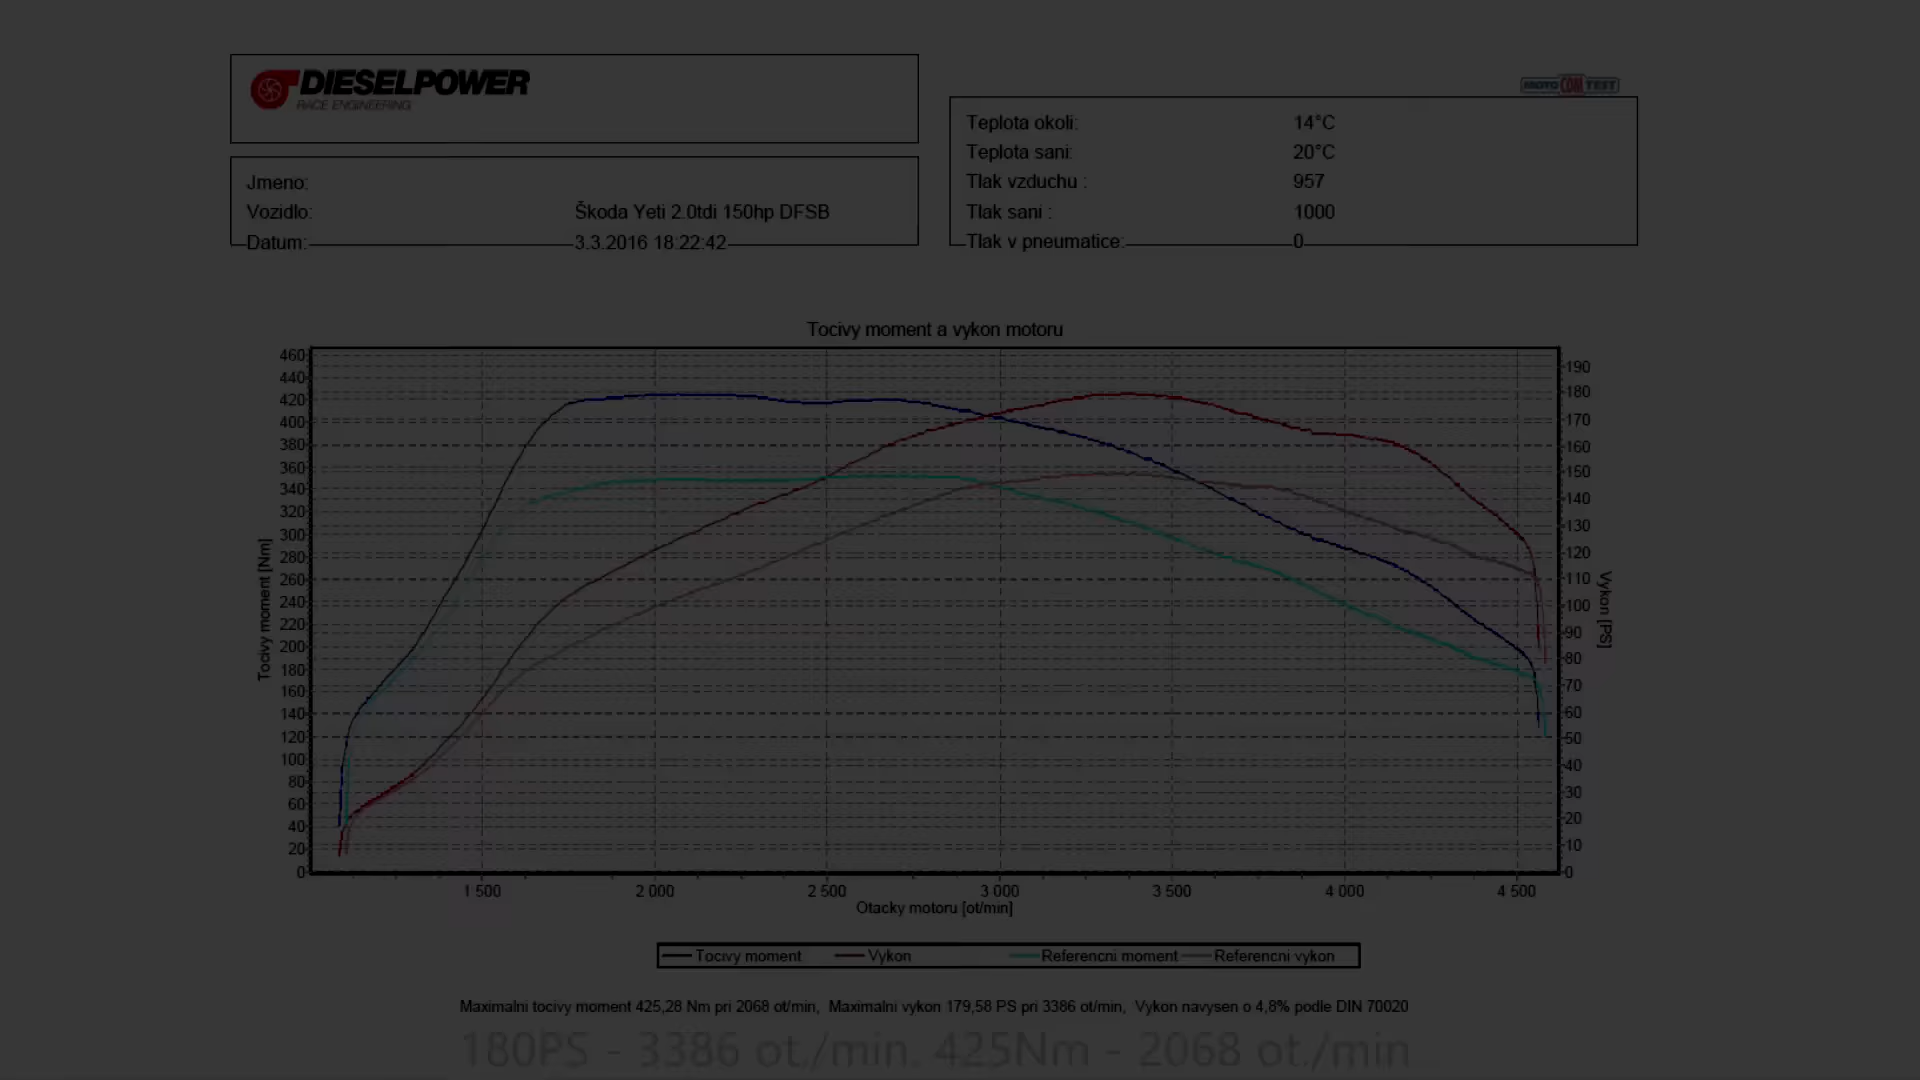 DIESELPOWER
RACE ENGINEERING
MOTO COM TEST
Jmeno:
Vozidlo: Škoda Yeti 2.0tdi 150hp DFSB
Datum: 3.3.2016 18:22:42
Teplota okoli: 14°C
Teplota sani: 20°C
Tlak vzduchu : 957
Tlak sani : 1000
Tlak v pneumatice: 0
Tocivy moment a vykon motoru
460
440
420
400
380
360
340
320
300
280
260
240
220
200
180
160
140
120
100
80
60
40
20
0
Tocivy moment [Nm]
190
180
170
160
150
140
130
120
110
100
90
80
70
60
50
40
30
20
10
0
Vykon [PS]
1 500 2 000 2 500 3 000 3 500 4 000 4 500
Otacky motoru [ot/min]
Tocivy moment Vykon Referencni moment Referencni vykon
Maximalni tocivy moment 425,28 Nm pri 2068 ot/min, Maximalni vykon 179,58 PS pri 3386 ot/min, Vykon navysen o 4,8% podle DIN 70020
180PS - 3386 ot./min. 425Nm - 2068 ot./min...